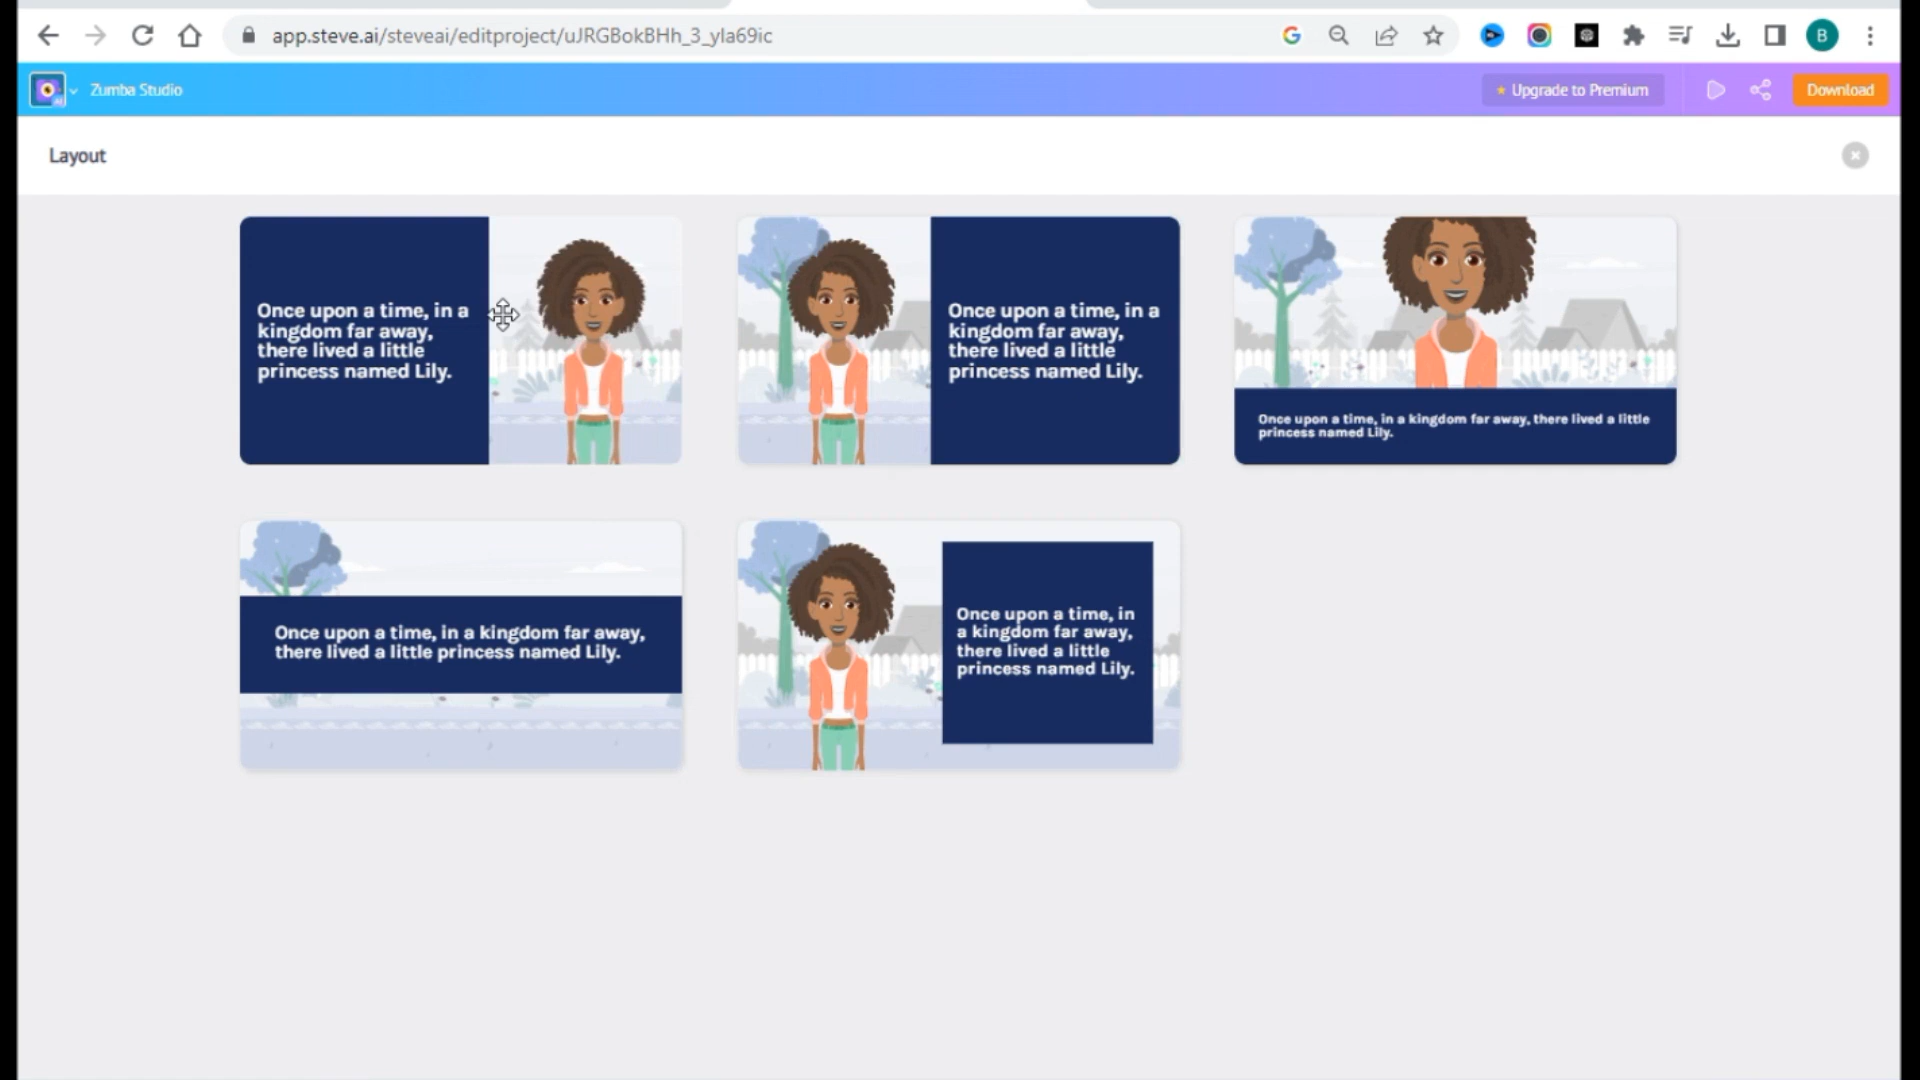 app.steve.ai/steveai/editproject/uJRGBokBHh_3_yIa69ic
B
Zumba Studio
Upgrade to Premium
Download
Layout
Once upon a time, in a
kingdom far away,
there lived a little
princess named Lily.
Once upon a time, in a
kingdom far away,
there lived a little
princess named Lily.
Once upon a time, in a kingdom far away, there lived a little
princess named Lily.
Once upon a time, in a kingdom far away,
there lived a little princess named Lily.
Once upon a time, in
a kingdom far away,
there lived a little
princess named Lily.